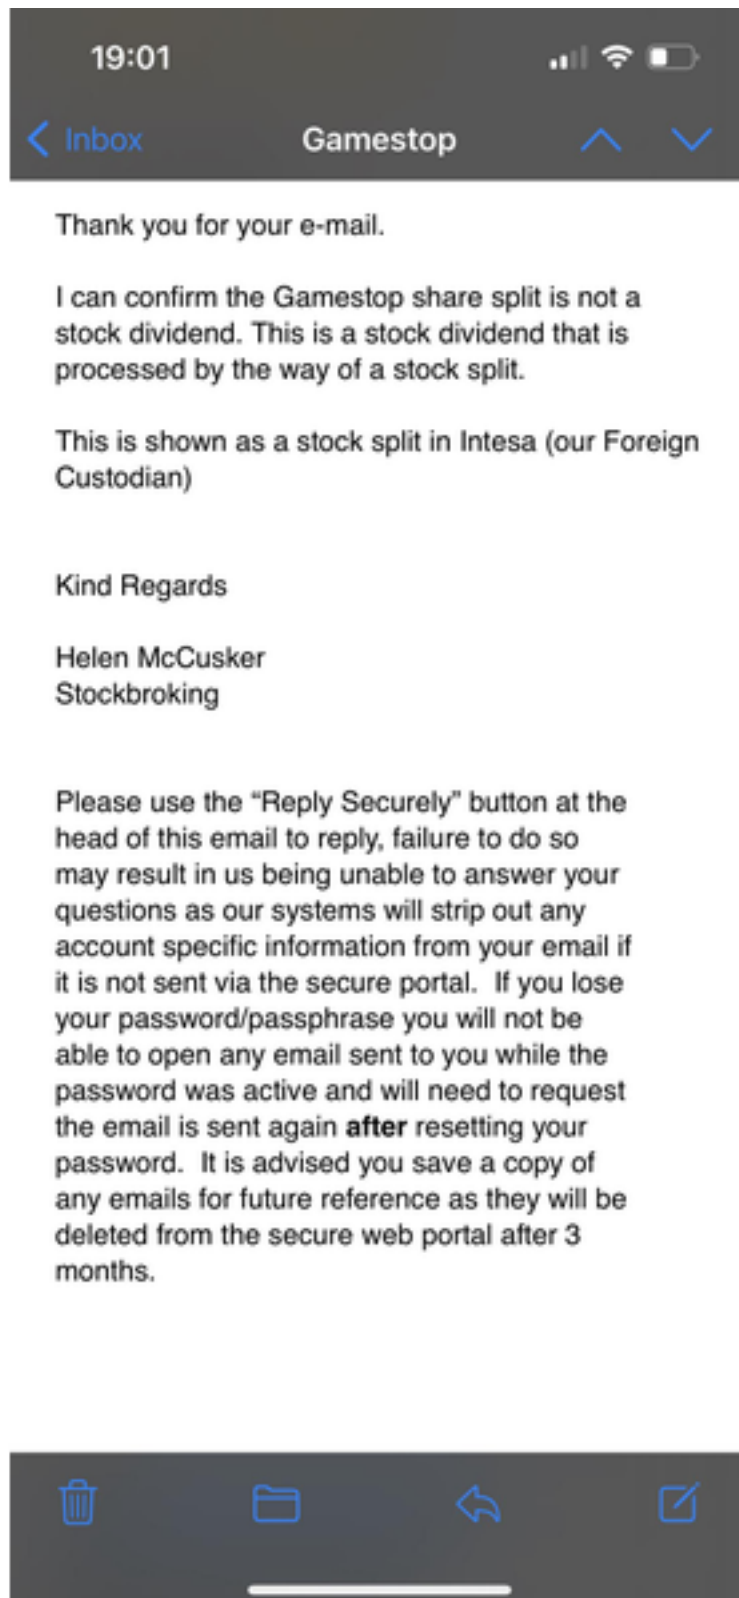 19:01
Inbox
Gamestop
Thank you for your e-mail.
I can confirm the Gamestop share split is not a
stock dividend. This is a stock dividend that is
processed by the way of a stock split.
This is shown as a stock split in Intesa (our Foreign
Custodian)
Kind Regards
Helen McCusker
Stockbroking
Please use the “Reply Securely” button at the
head of this email to reply, failure to do so
may result in us being unable to answer your
questions as our systems will strip out any
account specific information from your email if
it is not sent via the secure portal.  If you lose
your password/passphrase you will not be
able to open any email sent to you while the
password was active and will need to request
the email is sent again after resetting your
password.  It is advised you save a copy of
any emails for future reference as they will be
deleted from the secure web portal after 3
months.